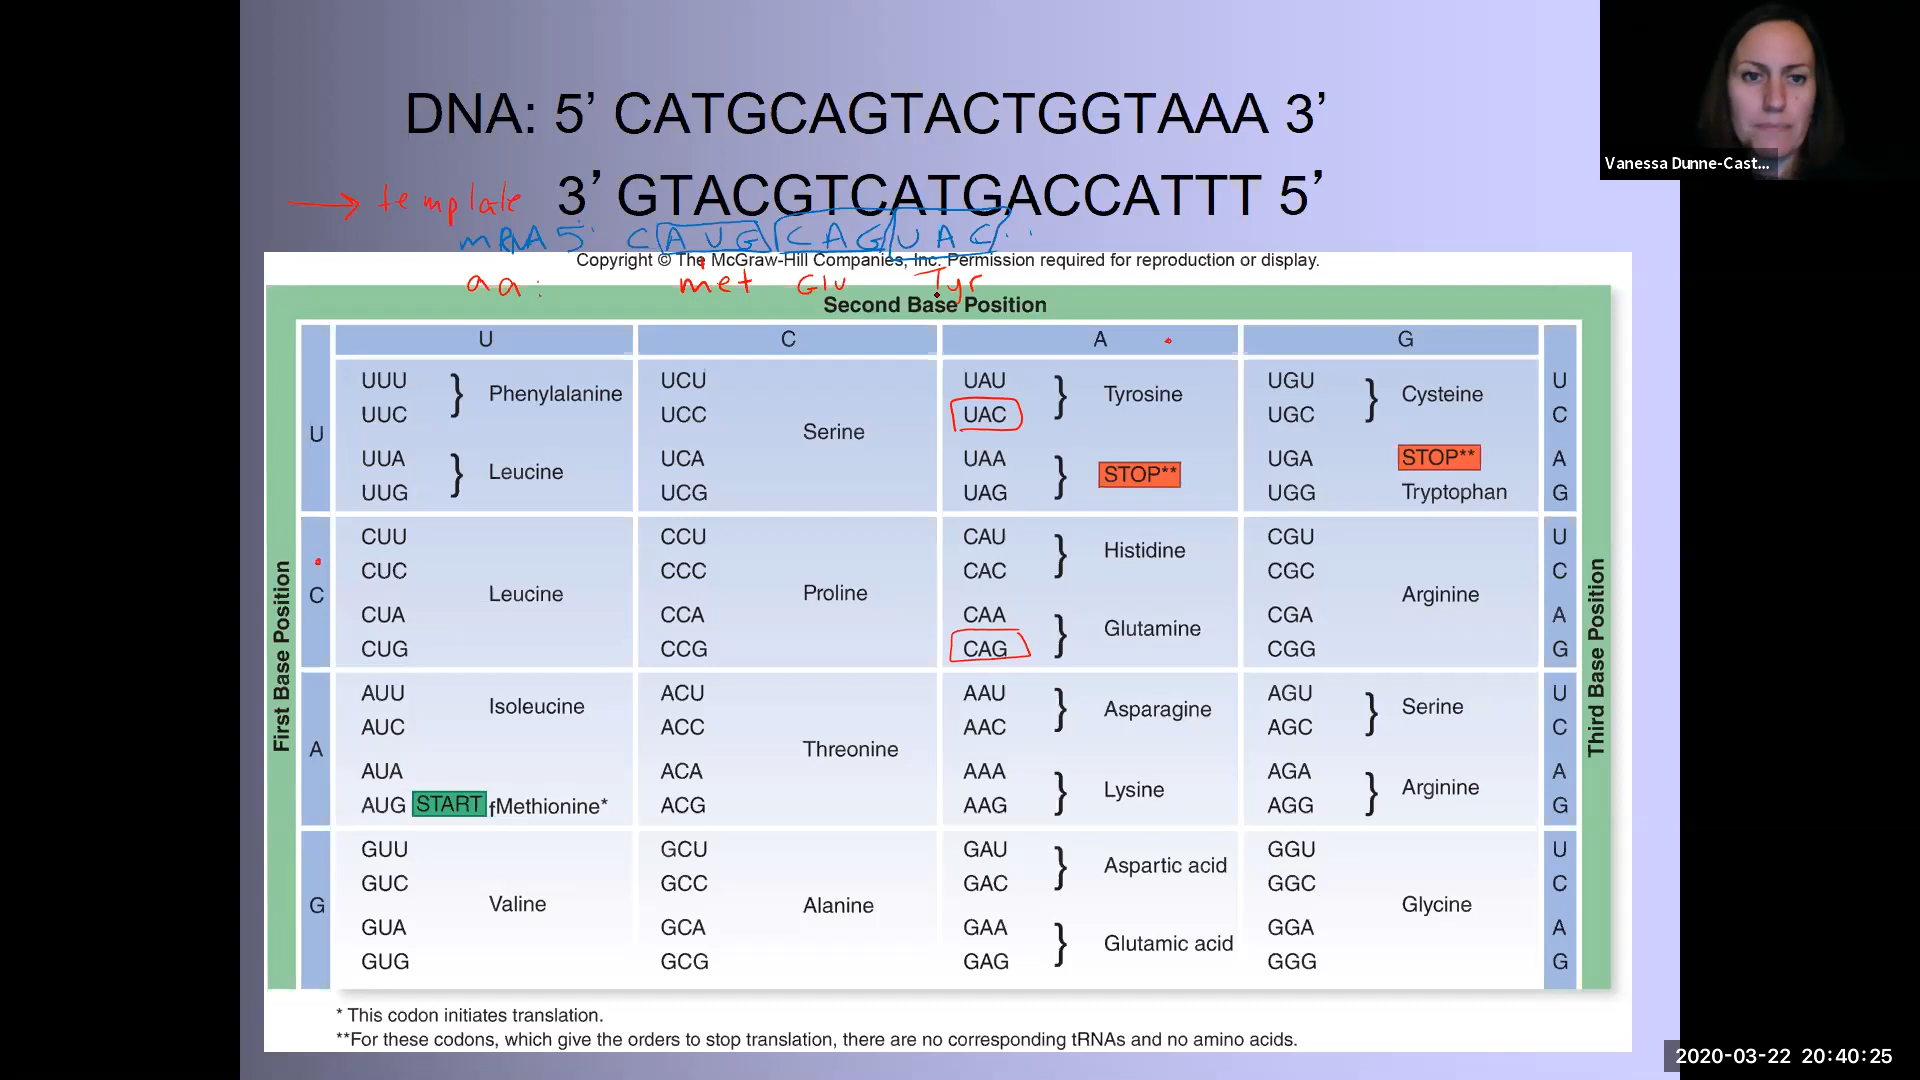 DNA: 5’ CATGCAGTACTGGTAAA 3’
Vanessa Dunne-Cast...
→ template 3’ GTACGTCATGACCATTT 5’
mRNA 5' CAUGCAGUAC...
Copyright © The McGraw-Hill Companies, Inc. Permission required for reproduction or display.
aa: met Glu Tyr
Second Base Position
U C A G
First Base Position
Third Base Position
U
UUU UCU UAU UGU U
Phenylalanine Tyrosine Cysteine
UUC UCC UAC UGC C
Serine
UUA UCA UAA UGA STOP** A
Leucine STOP**
UUG UCG UAG UGG Tryptophan G
C
CUU CCU CAU CGU U
Histidine
CUC CCC CAC CGC C
Leucine Proline Arginine
CUA CCA CAA CGA A
Glutamine
CUG CCG CAG CGG G
A
AUU ACU AAU AGU U
Isoleucine Asparagine Serine
AUC ACC AAC AGC C
Threonine
AUA ACA AAA AGA A
Lysine Arginine
AUG START fMethionine* ACG AAG AGG G
G
GUU GCU GAU GGU U
Aspartic acid
GUC GCC GAC GGC C
Valine Alanine Glycine
GUA GCA GAA GGA A
Glutamic acid
GUG GCG GAG GGG G
* This codon initiates translation.
**For these codons, which give the orders to stop translation, there are no corresponding tRNAs and no amino acids.
2020-03-22 20:40:25